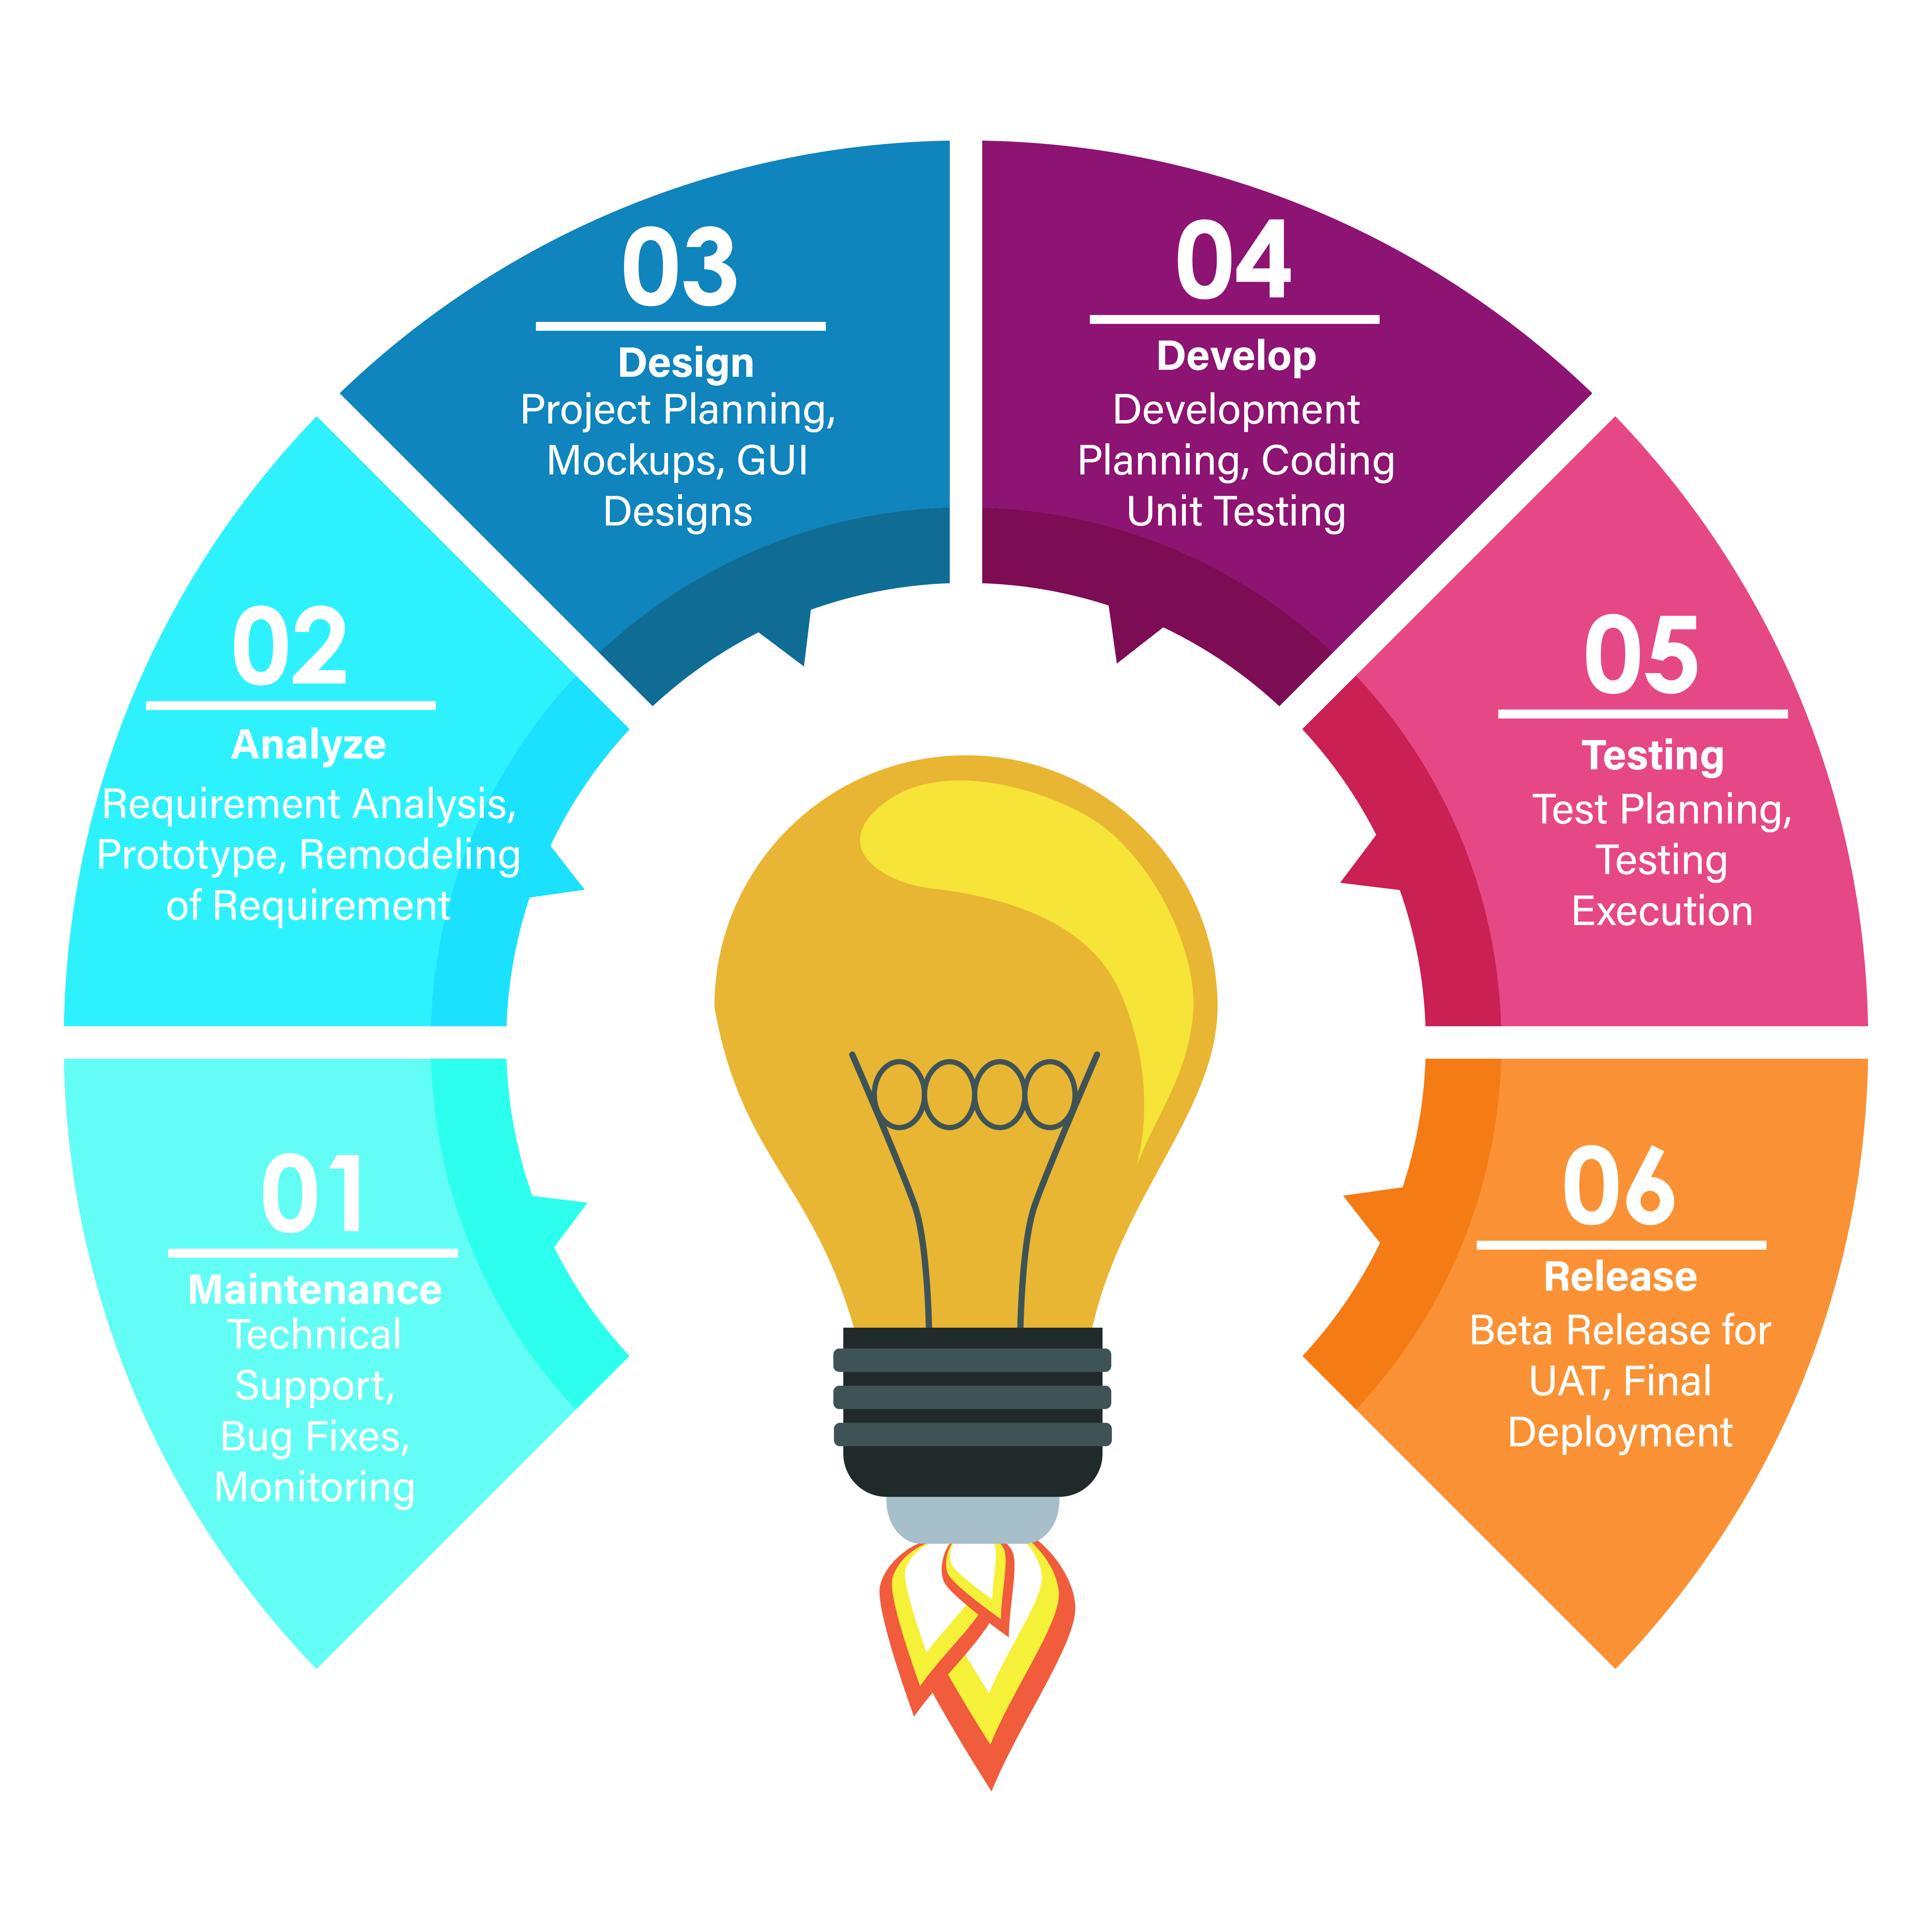 01
Maintenance
Technical
Support,
Bug Fixes,
Monitoring
02
Analyze
Requirement Analysis,
Prototype, Remodeling
of Requirement
03
Design
Project Planning,
Mockups, GUI
Designs
04
Develop
Development
Planning, Coding
Unit Testing
05
Testing
Test Planning,
Testing
Execution
06
Release
Beta Release for
UAT, Final
Deployment